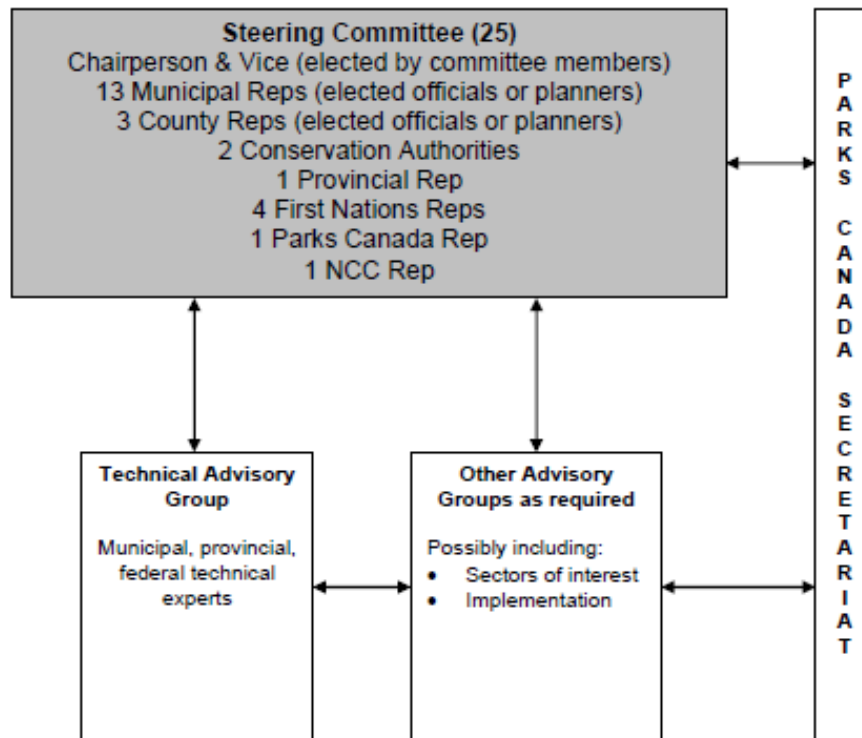 Steering Committee (25)
Chairperson & Vice (elected by committee members)
13 Municipal Reps (elected officials or planners)
3 County Reps (elected officials or planners)
2 Conservation Authorities
1 Provincial Rep
4 First Nations Reps
1 Parks Canada Rep
1 NCC Rep
Technical Advisory
Group
Municipal, provincial,
federal technical
experts
Other Advisory
Groups as required
Possibly including:
• Sectors of interest
• Implementation
PARKS CANADA SECRETARIAT